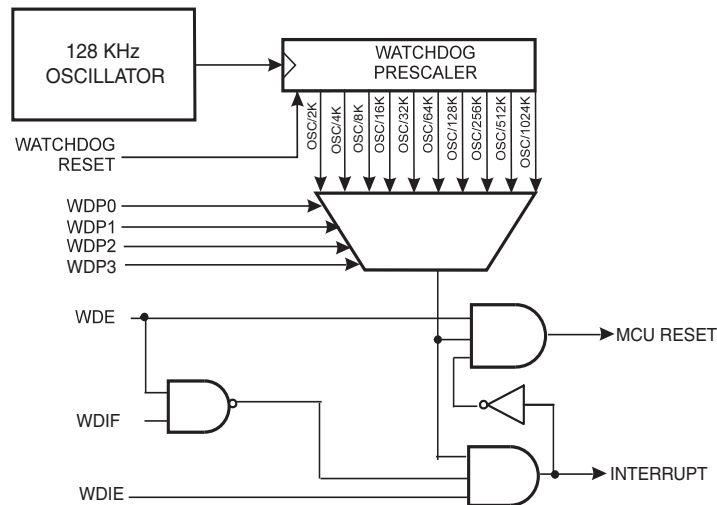 128 KHz
OSCILLATOR
WATCHDOG
PRESCALER
OSC/2K
OSC/4K
OSC/8K
OSC/16K
OSC/32K
OSC/64K
OSC/128K
OSC/256K
OSC/512K
OSC/1024K
WATCHDOG
RESET
WDP0
WDP1
WDP2
WDP3
WDE
MCU RESET
WDIF
INTERRUPT
WDIE